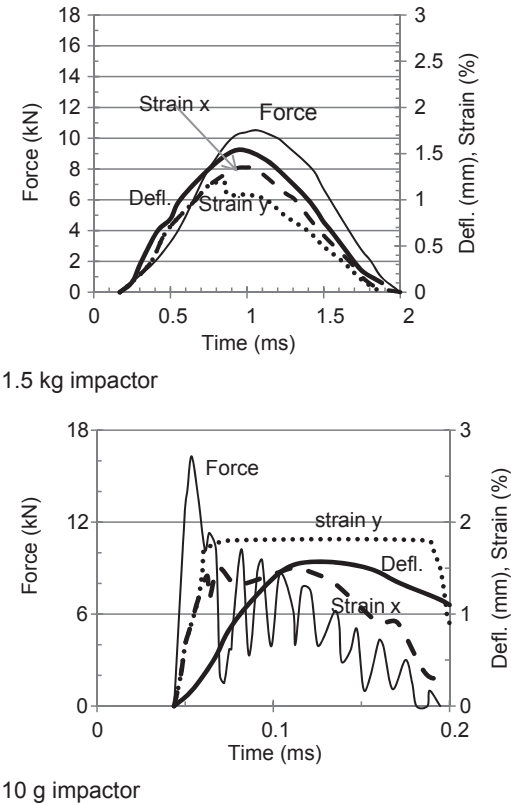 18
16
14
12
10
8
6
4
2
0
Force (kN)
3
2.5
2
1.5
1
0.5
0
Defl. (mm), Strain (%)
Strain x
Force
Defl.
Strain y
0 0.5 1 1.5 2
Time (ms)
1.5 kg impactor
18
12
6
0
Force (kN)
3
2
1
0
Defl. (mm), Strain (%)
Force
strain y
Defl.
Strain x
0 0.1 0.2
Time (ms)
10 g impactor